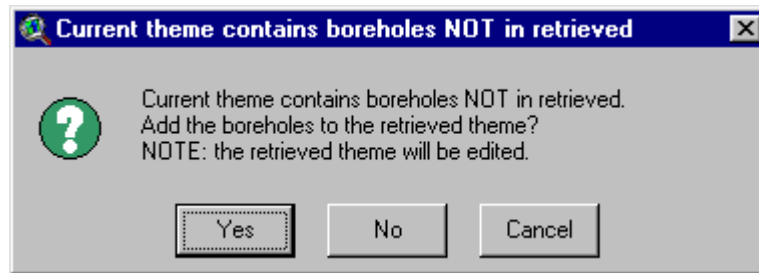 Current theme contains boreholes NOT in retrieved
Current theme contains boreholes NOT in retrieved.
Add the boreholes to the retrieved theme?
NOTE: the retrieved theme will be edited.
Yes No Cancel